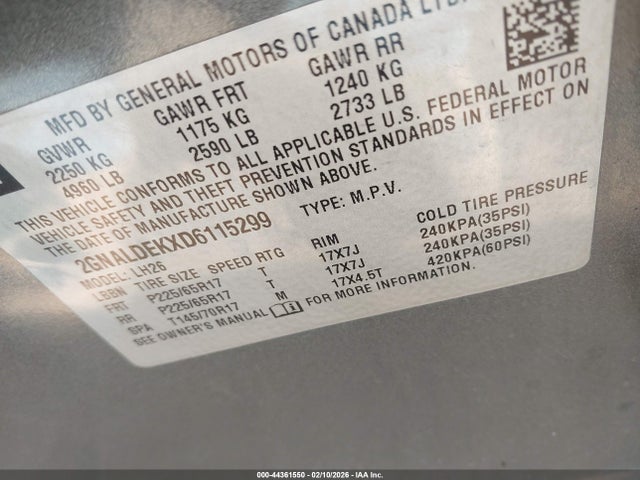 MFD BY GENERAL MOTORS OF CANADA LTD.
GVWR GAWR FRT GAWR RR
2250 KG 1175 KG 1240 KG
4960 LB 2590 LB 2733 LB
THIS VEHICLE CONFORMS TO ALL APPLICABLE U.S. FEDERAL MOTOR
VEHICLE SAFETY AND THEFT PREVENTION STANDARDS IN EFFECT ON
THE DATE OF MANUFACTURE SHOWN ABOVE.
2GNALDEKXD6115299 TYPE: M.P.V.
MODEL: LH26
LBRN TIRE SIZE SPEED RTG RIM COLD TIRE PRESSURE
FRT P225/65R17 T 17X7J 240KPA(35PSI)
RR P225/65R17 T 17X7J 240KPA(35PSI)
SPA T145/70R17 M 17X4.5T 420KPA(60PSI)
SEE OWNER'S MANUAL FOR MORE INFORMATION.
000-44361550 - 02/10/2026 - IAA Inc.